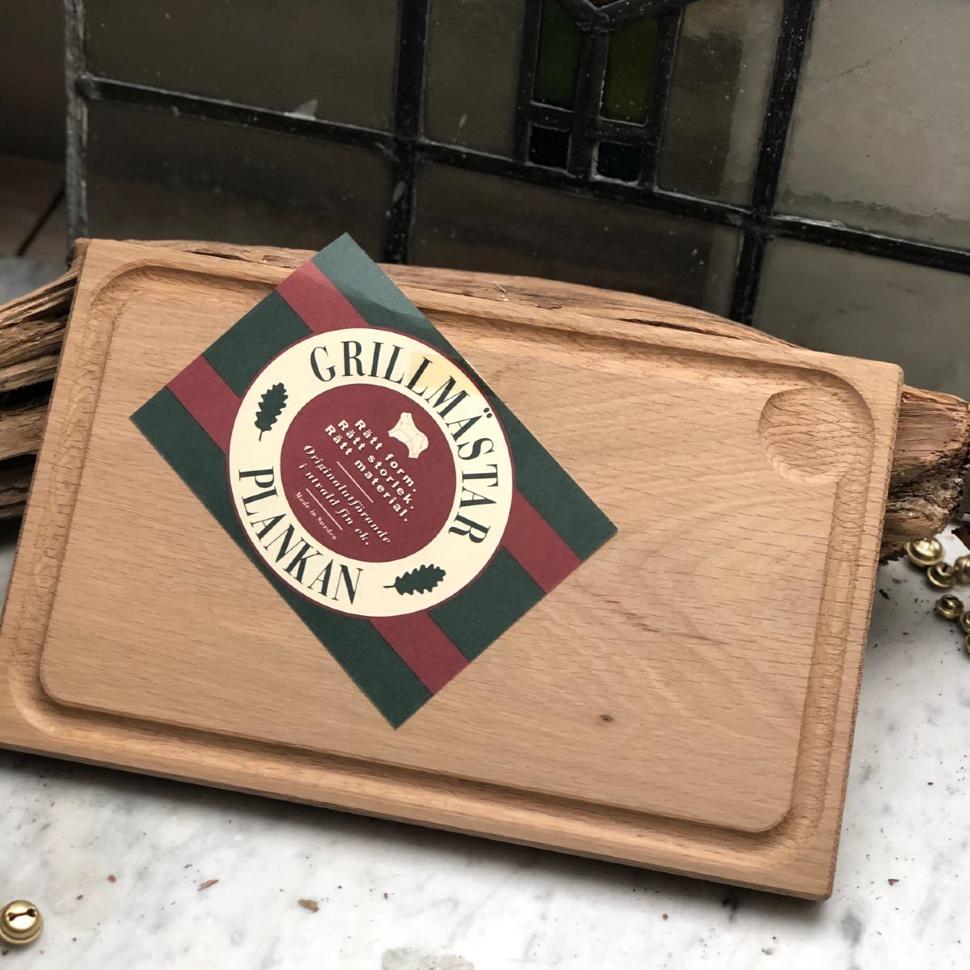 GRILLMÄSTAR
PLANKAN
Rätt form.
Rätt storlek.
Rätt material.
Originalutförande
i utvald fin ek.
Made in Sweden